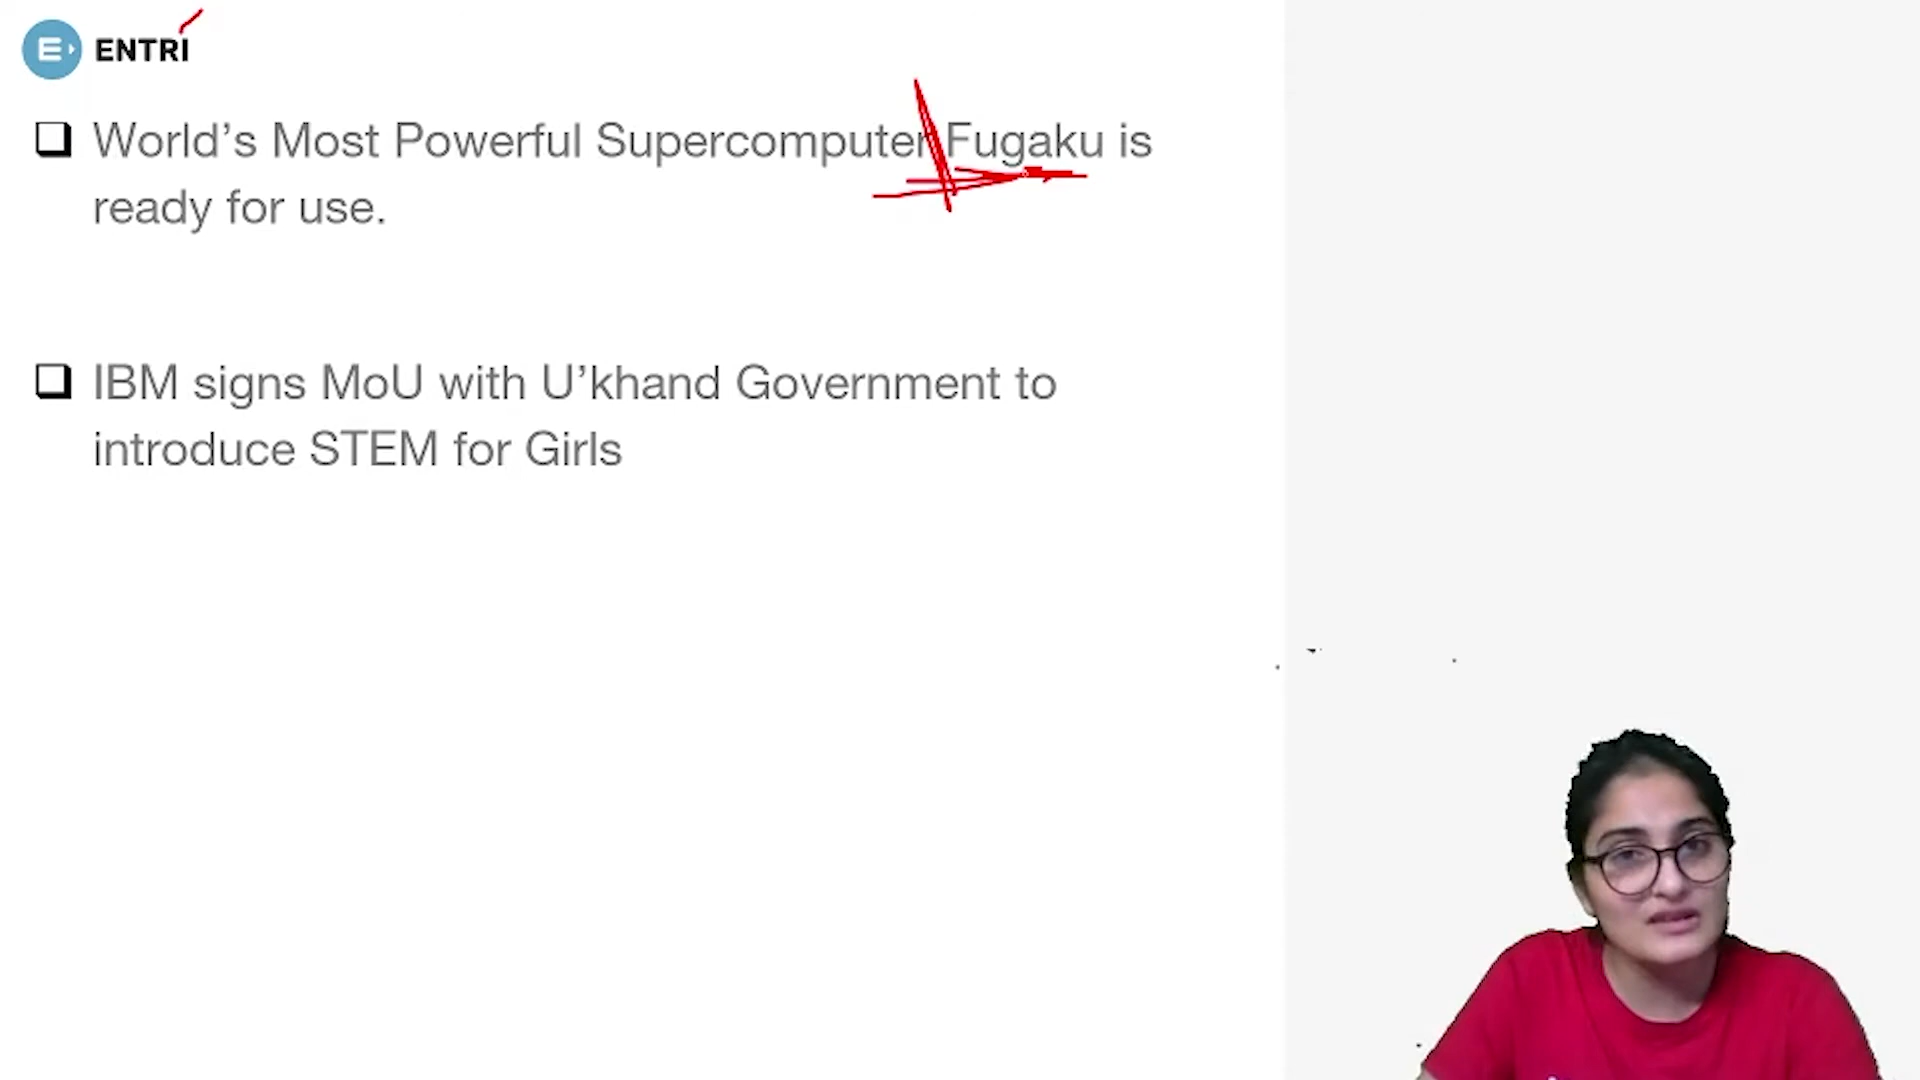 ENTRI
World’s Most Powerful Supercomputer Fugaku is
ready for use.
IBM signs MoU with U’khand Government to
introduce STEM for Girls